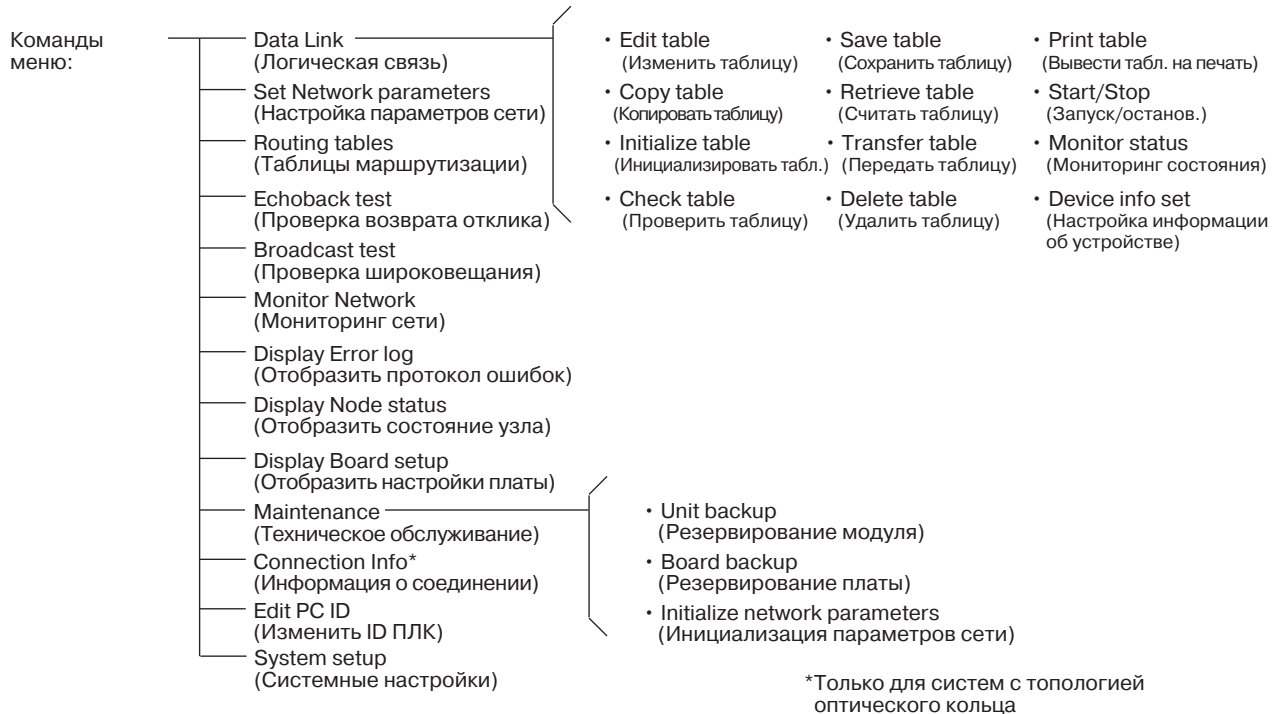 Команды
меню:
Data Link
(Логическая связь)
Set Network parameters
(Настройка параметров сети)
Routing tables
(Таблицы маршрутизации)
Echoback test
(Проверка возврата отклика)
Broadcast test
(Проверка широковещания)
Monitor Network
(Мониторинг сети)
Display Error log
(Отобразить протокол ошибок)
Display Node status
(Отобразить состояние узла)
Display Board setup
(Отобразить настройки платы)
Maintenance
(Техническое обслуживание)
Connection Info*
(Информация о соединении)
Edit PC ID
(Изменить ID ПЛК)
System setup
(Системные настройки)
・Edit table
(Изменить таблицу)
・Copy table
(Копировать таблицу)
・Initialize table
(Инициализировать табл.)
・Check table
(Проверить таблицу)
・Save table
(Сохранить таблицу)
・Retrieve table
(Считать таблицу)
・Transfer table
(Передать таблицу)
・Delete table
(Удалить таблицу)
・Print table
(Вывести табл. на печать)
・Start/Stop
(Запуск/останов.)
・Monitor status
(Мониторинг состояния)
・Device info set
(Настройка информации
об устройстве)
・Unit backup
(Резервирование модуля)
・Board backup
(Резервирование платы)
・Initialize network parameters
(Инициализация параметров сети)
*Только для систем с топологией
оптического кольца